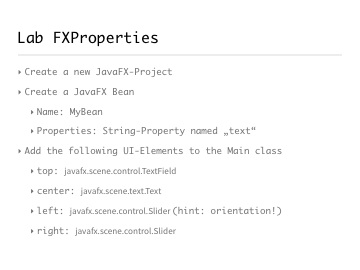 Lab FXProperties
‣ Create a new JavaFX-Project
‣ Create a JavaFX Bean
‣ Name: MyBean
‣ Properties: String-Property named „text“
‣ Add the following UI-Elements to the Main class
‣ top: javafx.scene.control.TextField
‣ center: javafx.text.Text
‣ left: javafx.scene.control.Slider (hint: orientation!)
‣ right: javafx.scene.control.Slider